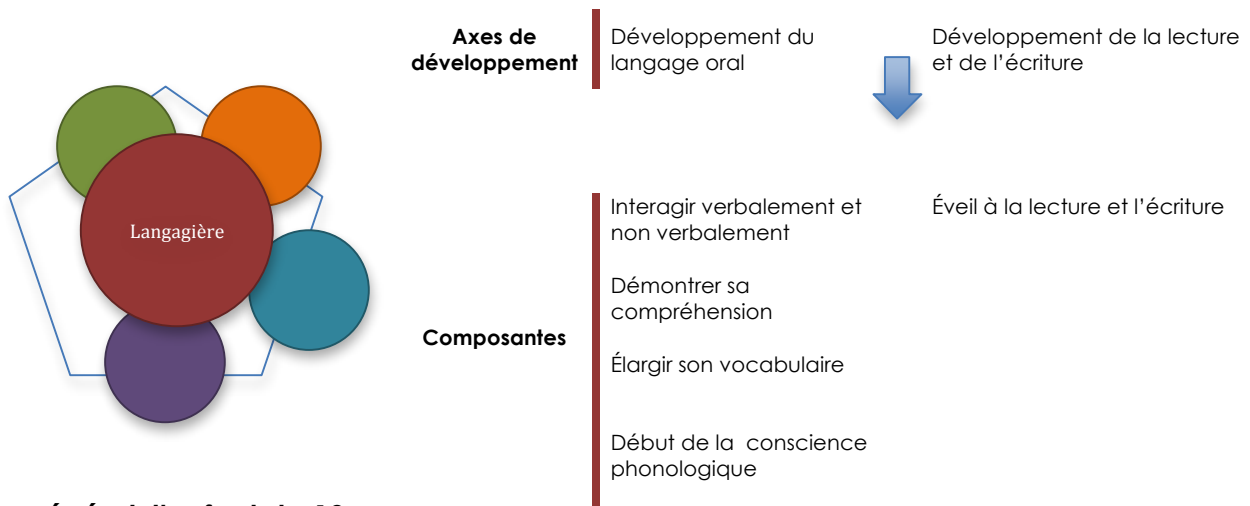 Axes de
développement
Développement du
langage oral
Développement de la lecture
et de l'écriture
Langagière
Composantes
Interagir verbalement et
non verbalement
Démontrer sa
compréhension
Élargir son vocabulaire
Début de la conscience
phonologique
Éveil à la lecture et l'écriture